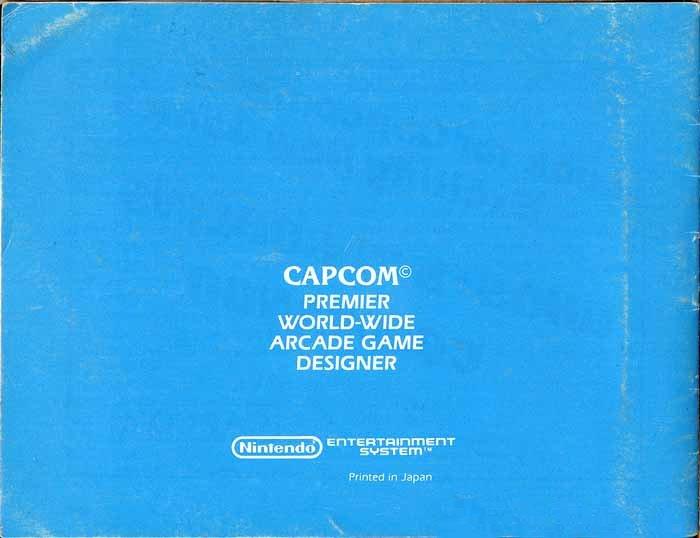 CAPCOM©
PREMIER
WORLD-WIDE
ARCADE GAME
DESIGNER
Nintendo® ENTERTAINMENT
SYSTEM™
Printed in Japan